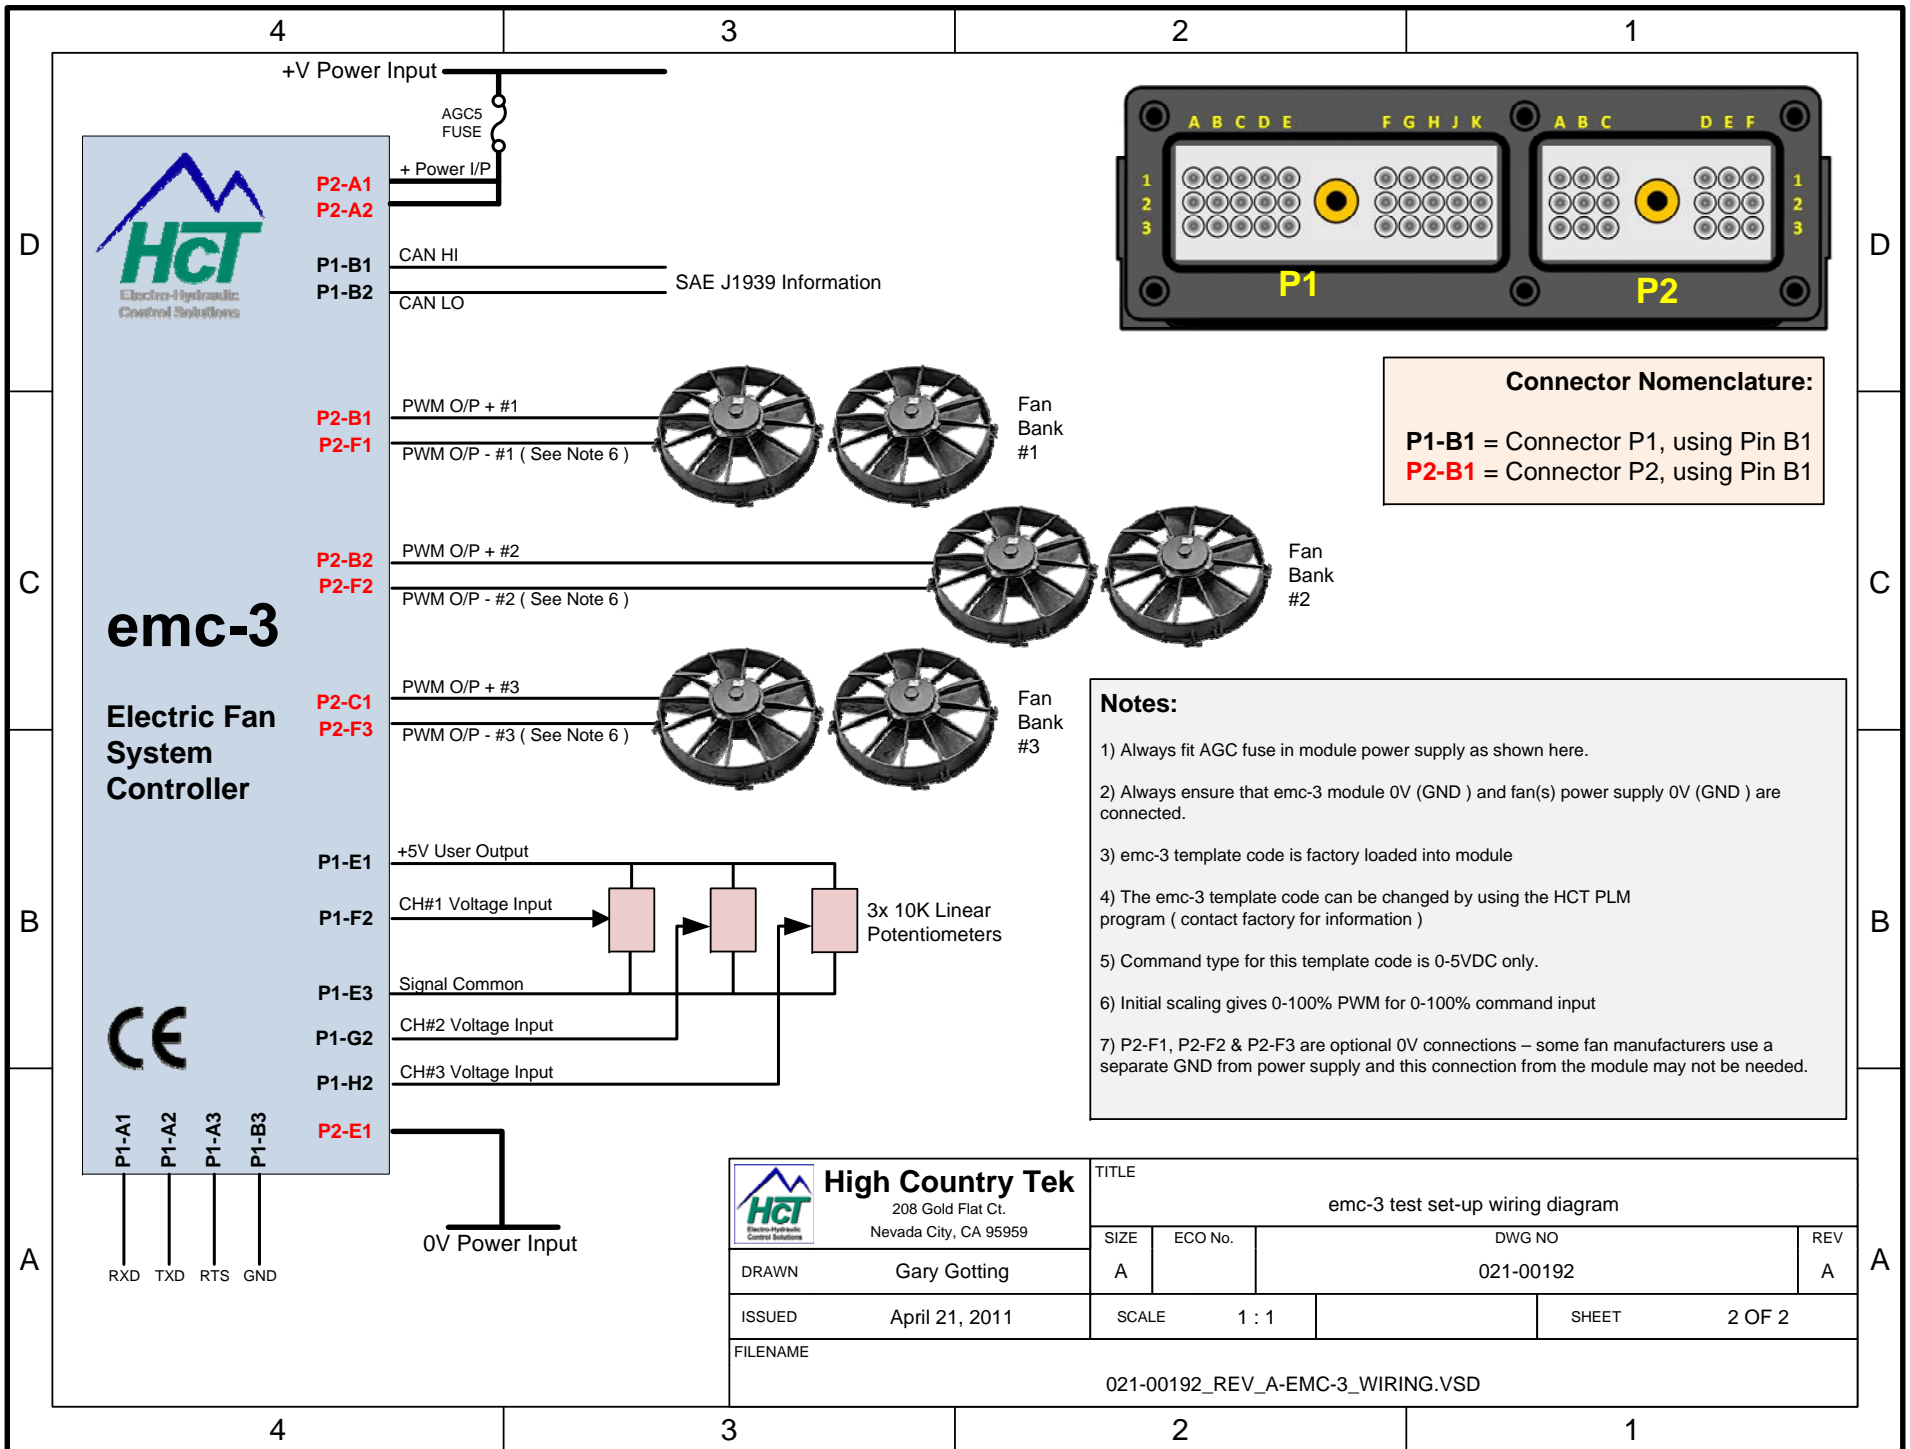 4
3
2
1
+V Power Input
AGC5
FUSE
+ Power I/P
P2-A1
P2-A2
HcT
Electro-Hydraulic
Control Solutions
D
D
P1-B1
CAN HI
P1-B2
CAN LO
SAE J1939 Information
A B C D E
F G H J K
A B C
D E F
1
2
3
1
2
3
P1
P2
Connector Nomenclature:
P1-B1 = Connector P1, using Pin B1
P2-B1 = Connector P2, using Pin B1
P2-B1
PWM O/P + #1
P2-F1
PWM O/P - #1 ( See Note 6 )
Fan
Bank
#1
P2-B2
PWM O/P + #2
P2-F2
PWM O/P - #2 ( See Note 6 )
Fan
Bank
#2
C
C
emc-3
Electric Fan
System
Controller
P2-C1
PWM O/P + #3
P2-F3
PWM O/P - #3 ( See Note 6 )
Fan
Bank
#3
Notes:
1) Always fit AGC fuse in module power supply as shown here.
2) Always ensure that emc-3 module 0V (GND ) and fan(s) power supply 0V (GND ) are
connected.
3) emc-3 template code is factory loaded into module
4) The emc-3 template code can be changed by using the HCT PLM
program ( contact factory for information )
5) Command type for this template code is 0-5VDC only.
6) Initial scaling gives 0-100% PWM for 0-100% command input
7) P2-F1, P2-F2 & P2-F3 are optional 0V connections – some fan manufacturers use a
separate GND from power supply and this connection from the module may not be needed.
P1-E1
+5V User Output
P1-F2
CH#1 Voltage Input
3x 10K Linear
Potentiometers
B
B
P1-E3
Signal Common
P1-G2
CH#2 Voltage Input
P1-H2
CH#3 Voltage Input
CE
P2-E1
P1-A1
P1-A2
P1-A3
P1-B3
RXD
TXD
RTS
GND
0V Power Input
A
A
HcT
Electro-Hydraulic
Control Solutions
High Country Tek
208 Gold Flat Ct.
Nevada City, CA 95959
TITLE
emc-3 test set-up wiring diagram
SIZE
A
ECO No.
DWG NO
021-00192
REV
A
DRAWN
Gary Gotting
ISSUED
April 21, 2011
SCALE
1 : 1
SHEET
2 OF 2
FILENAME
021-00192_REV_A-EMC-3_WIRING.VSD
4
3
2
1